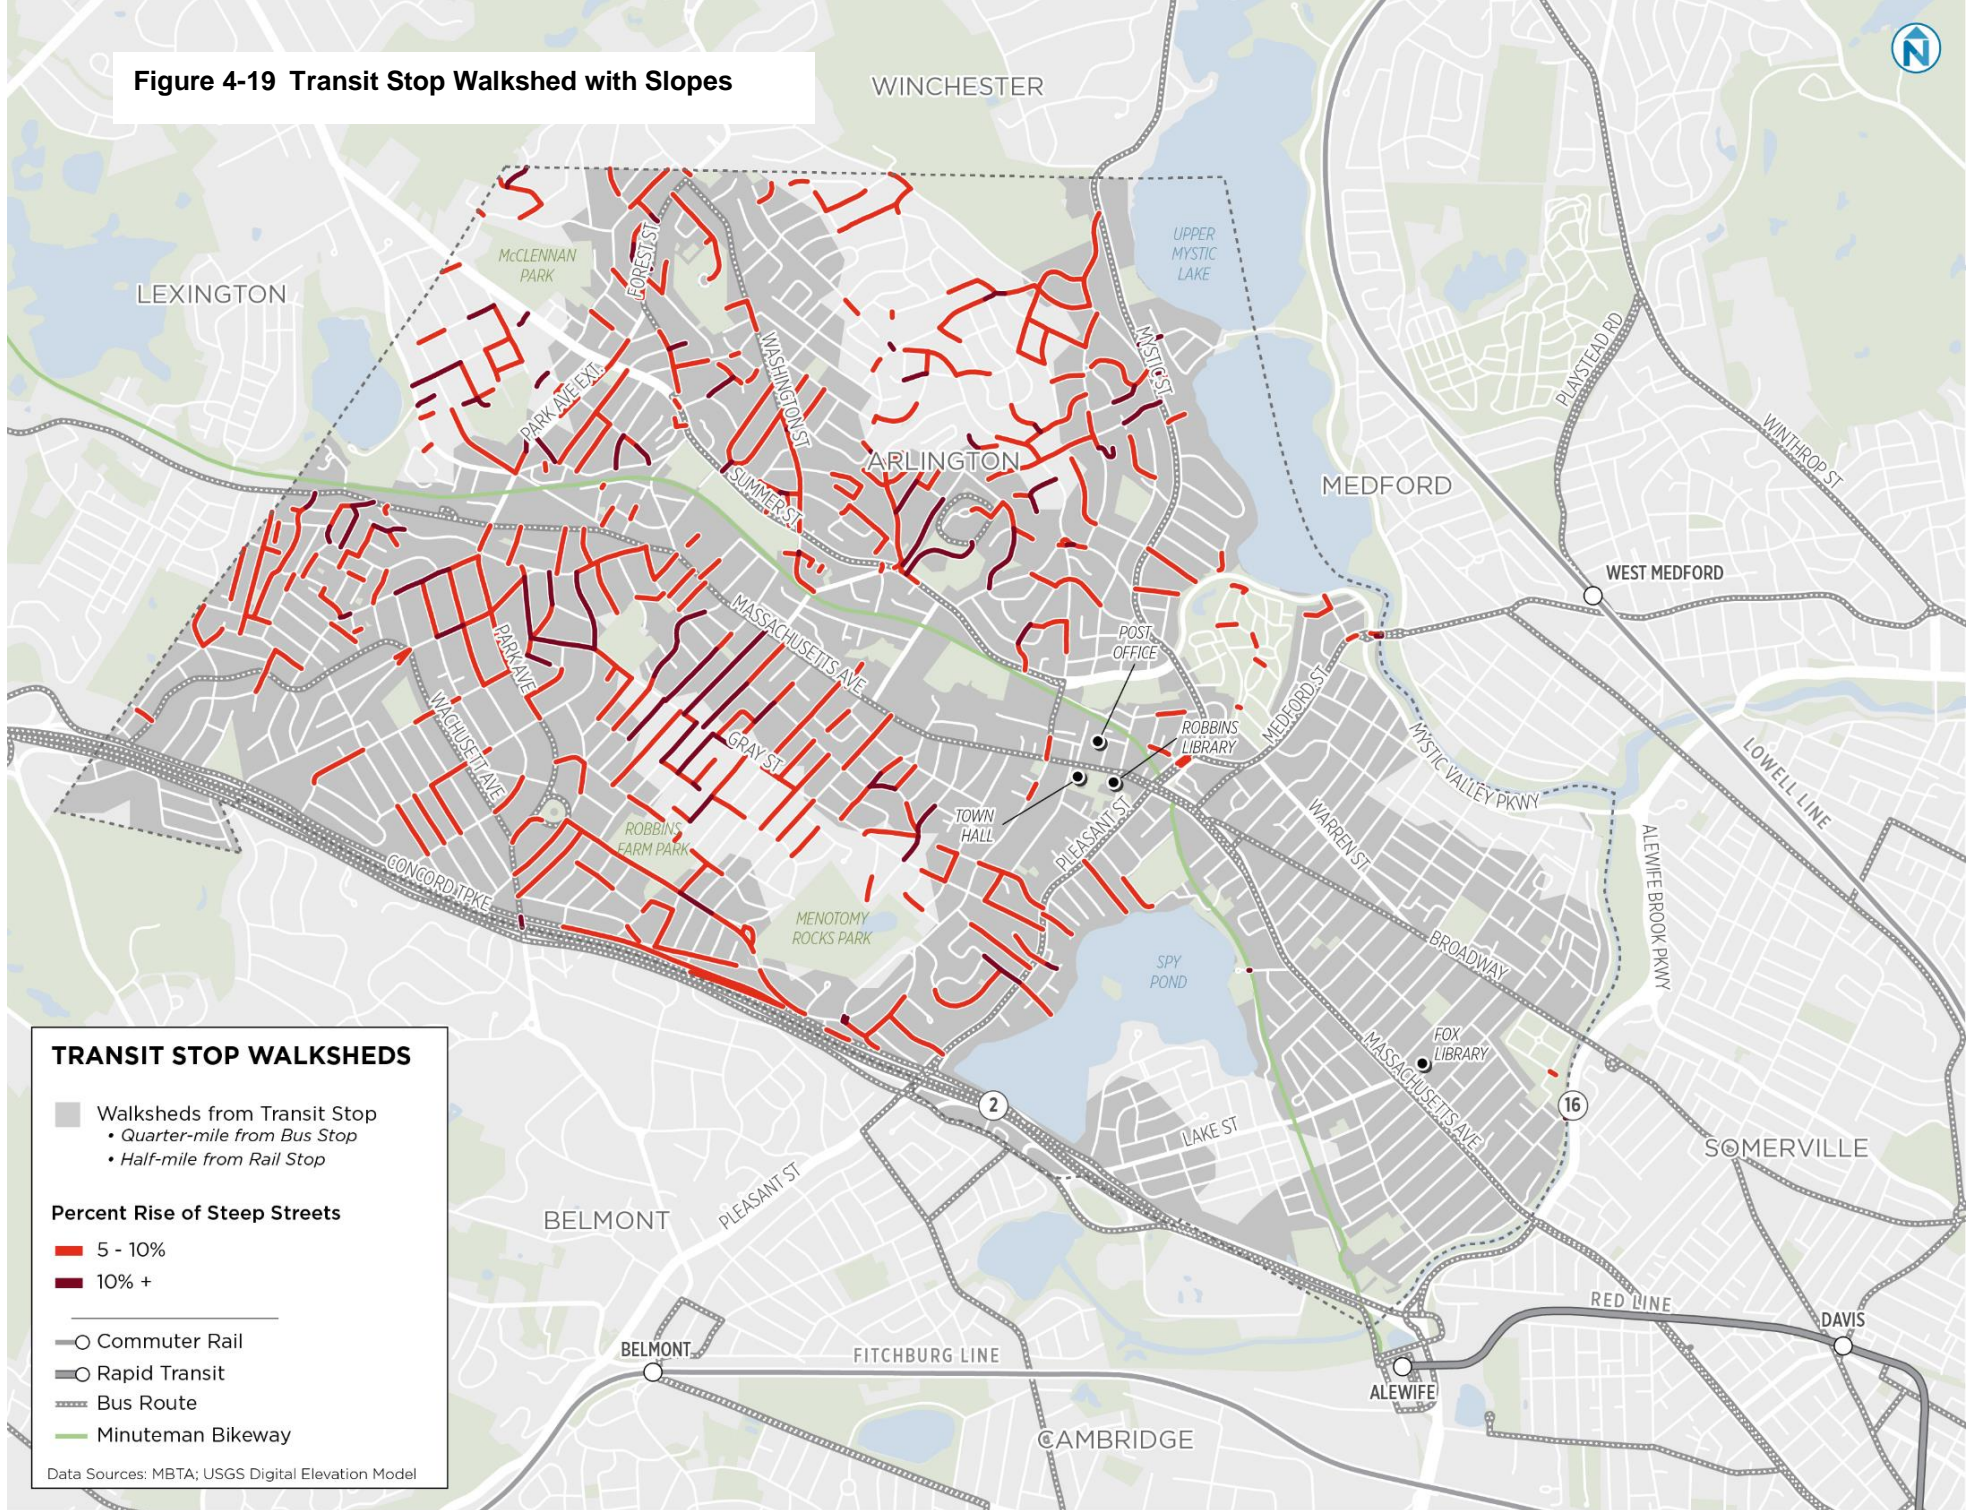 Figure 4-19 Transit Stop Walkshed with Slopes
N
WINCHESTER
UPPER
MYSTIC
LAKE
McCLENNAN
PARK
LEXINGTON
FOREST ST
PLAYSTEAD RD
MYSTIC ST
WASHINGTON ST
PARK AVE EXT.
WINTHROP ST
ARLINGTON
MEDFORD
SUMMER ST
WEST MEDFORD
MASSACHUSETTS AVE
POST
OFFICE
PARK AVE
MEDFORD ST
WACHUSETT AVE
ROBBINS
LIBRARY
GRAY ST
MYSTIC VALLEY PKWY
LOWELL LINE
TOWN
HALL
ROBBINS
FARM PARK
PLEASANT ST
WARREN ST
ALEWIFE BROOK PKWY
CONCORD TPKE
MENOTOMY
ROCKS PARK
BROADWAY
SPY
POND
FOX
LIBRARY
MASSACHUSETTS AVE
2
16
LAKE ST
SOMERVILLE
PLEASANT ST
BELMONT
RED LINE
DAVIS
BELMONT
FITCHBURG LINE
ALEWIFE
CAMBRIDGE
TRANSIT STOP WALKSHEDS
Walksheds from Transit Stop
• Quarter-mile from Bus Stop
• Half-mile from Rail Stop
Percent Rise of Steep Streets
5 - 10%
10% +
Commuter Rail
Rapid Transit
Bus Route
Minuteman Bikeway
Data Sources: MBTA; USGS Digital Elevation Model